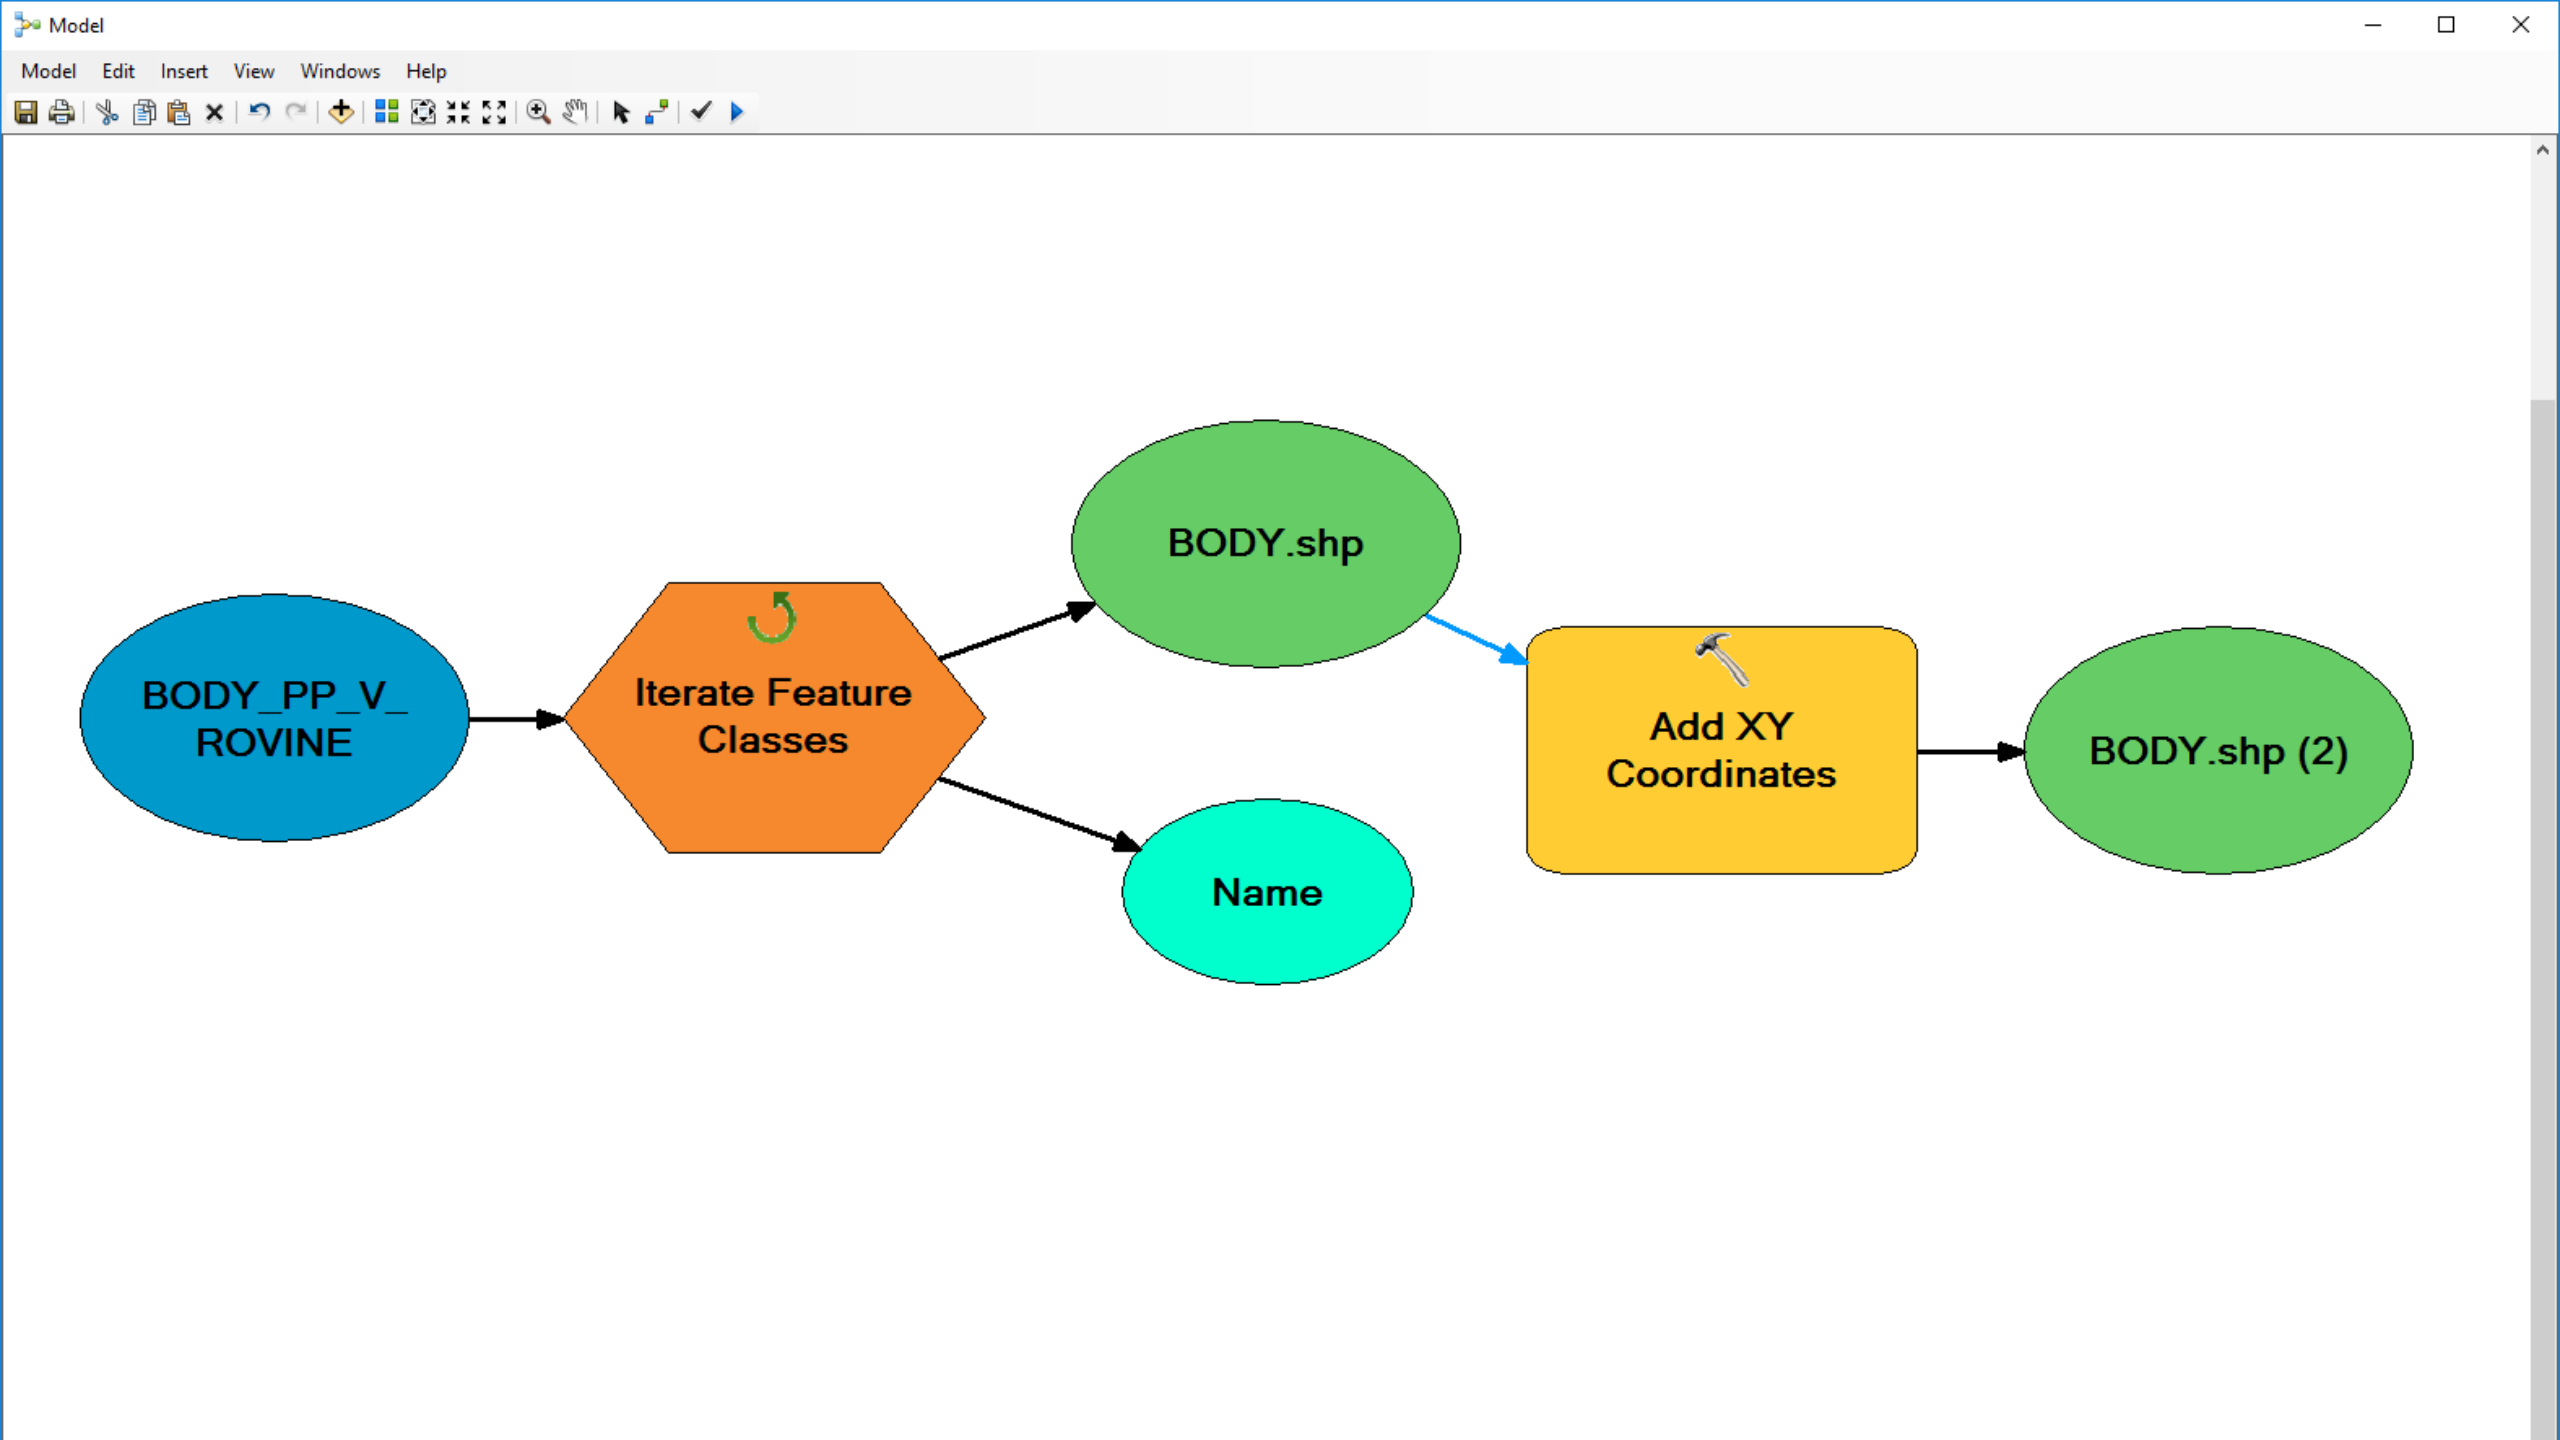 Model
Model Edit Insert View Windows Help
BODY_PP_V_
ROVINE
Iterate Feature
Classes
BODY.shp
Name
Add XY
Coordinates
BODY.shp (2)